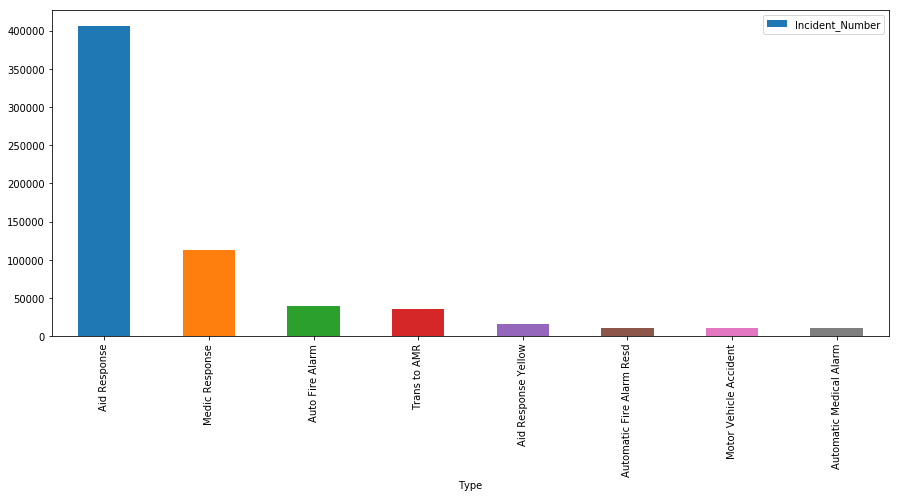 Incident_Number
400000
350000
300000
250000
200000
150000
100000
50000
0
Aid Response
Medic Response
Auto Fire Alarm
Trans to AMR
Aid Response Yellow
Automatic Fire Alarm Resd
Motor Vehicle Accident
Automatic Medical Alarm
Type